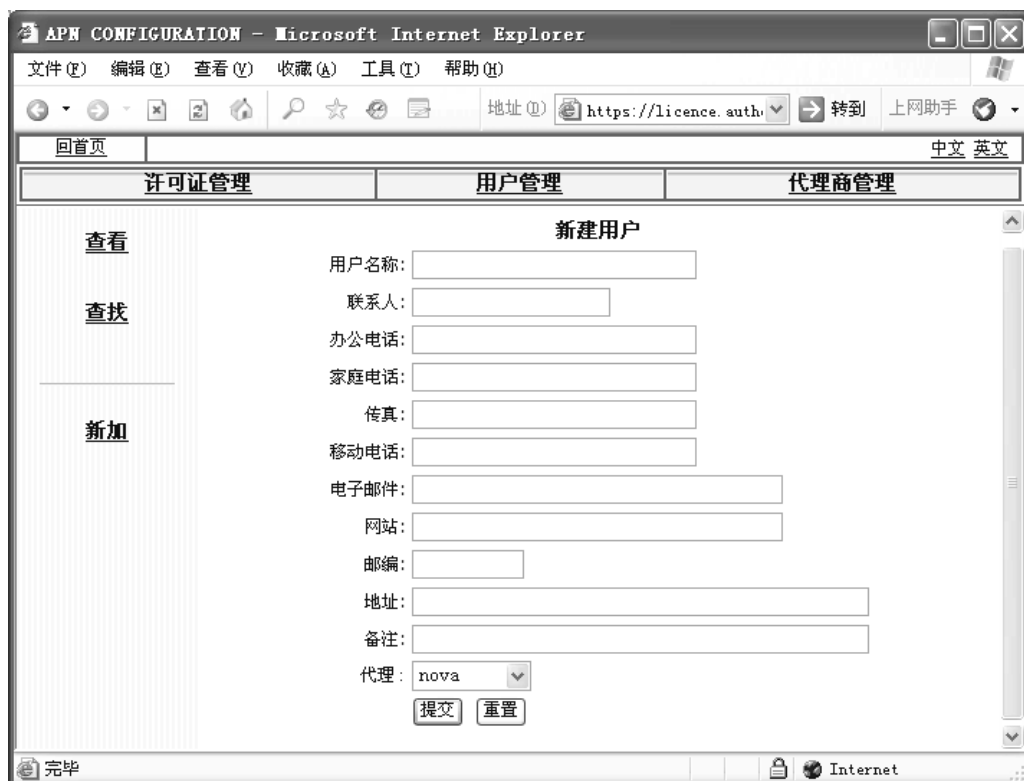 APN CONFIGURATION - Microsoft Internet Explorer
文件(F) 编辑(E) 查看(V) 收藏(A) 工具(T) 帮助(H)
地址(D) https://licence.auth 转到 上网助手
回首页 中文 英文
许可证管理 用户管理 代理商管理
新建用户
查看
用户名称:
联系人:
查找
办公电话:
家庭电话:
传真:
新加
移动电话:
电子邮件:
网站:
邮编:
地址:
备注:
代理: nova
提交 重置
完毕 Internet